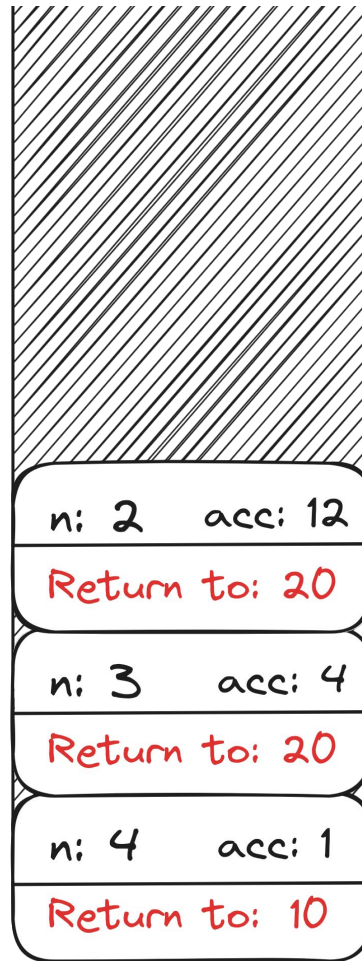 n: 2 acc: 12
Return to: 20
n: 3 acc: 4
Return to: 20
n: 4 acc: 1
Return to: 10